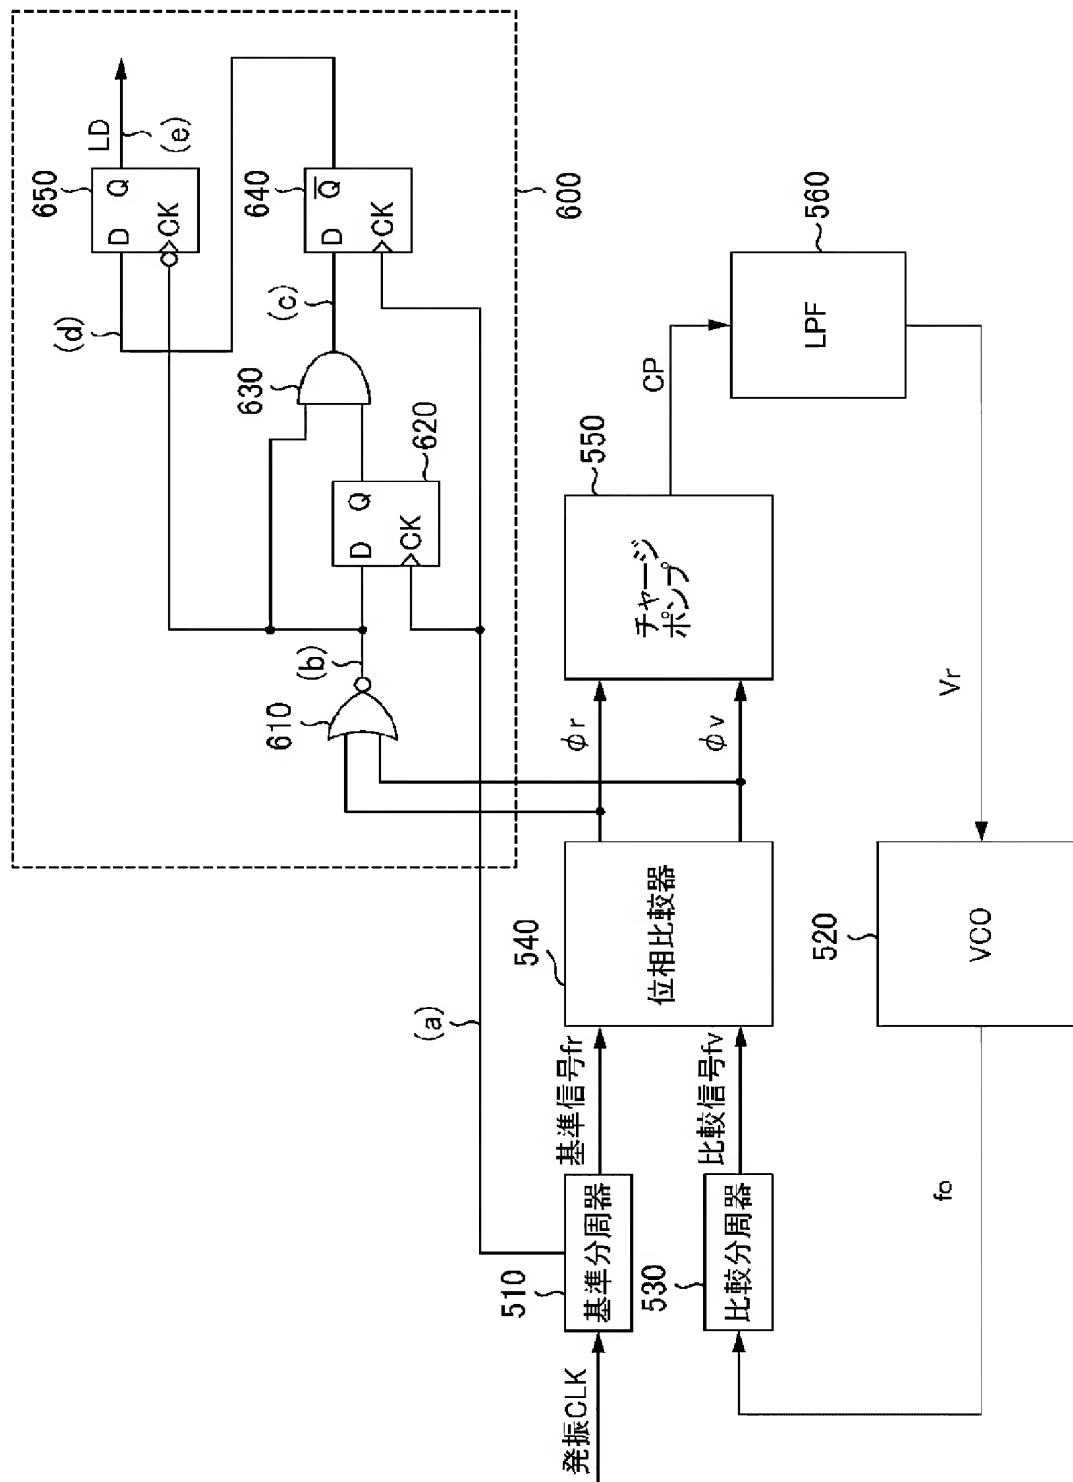 発振CLK
510
基準分周器
基準信号fr
540
位相比較器
φr
φv
550
チャージ
ポンプ
CP
560
LPF
Vr
520
VCO
fo
530
比較分周器
比較信号fv
(a)
600
610
(b)
620
D
Q
CK
630
(c)
640
D
Q̅
CK
(d)
650
D
Q
CK
LD
(e)